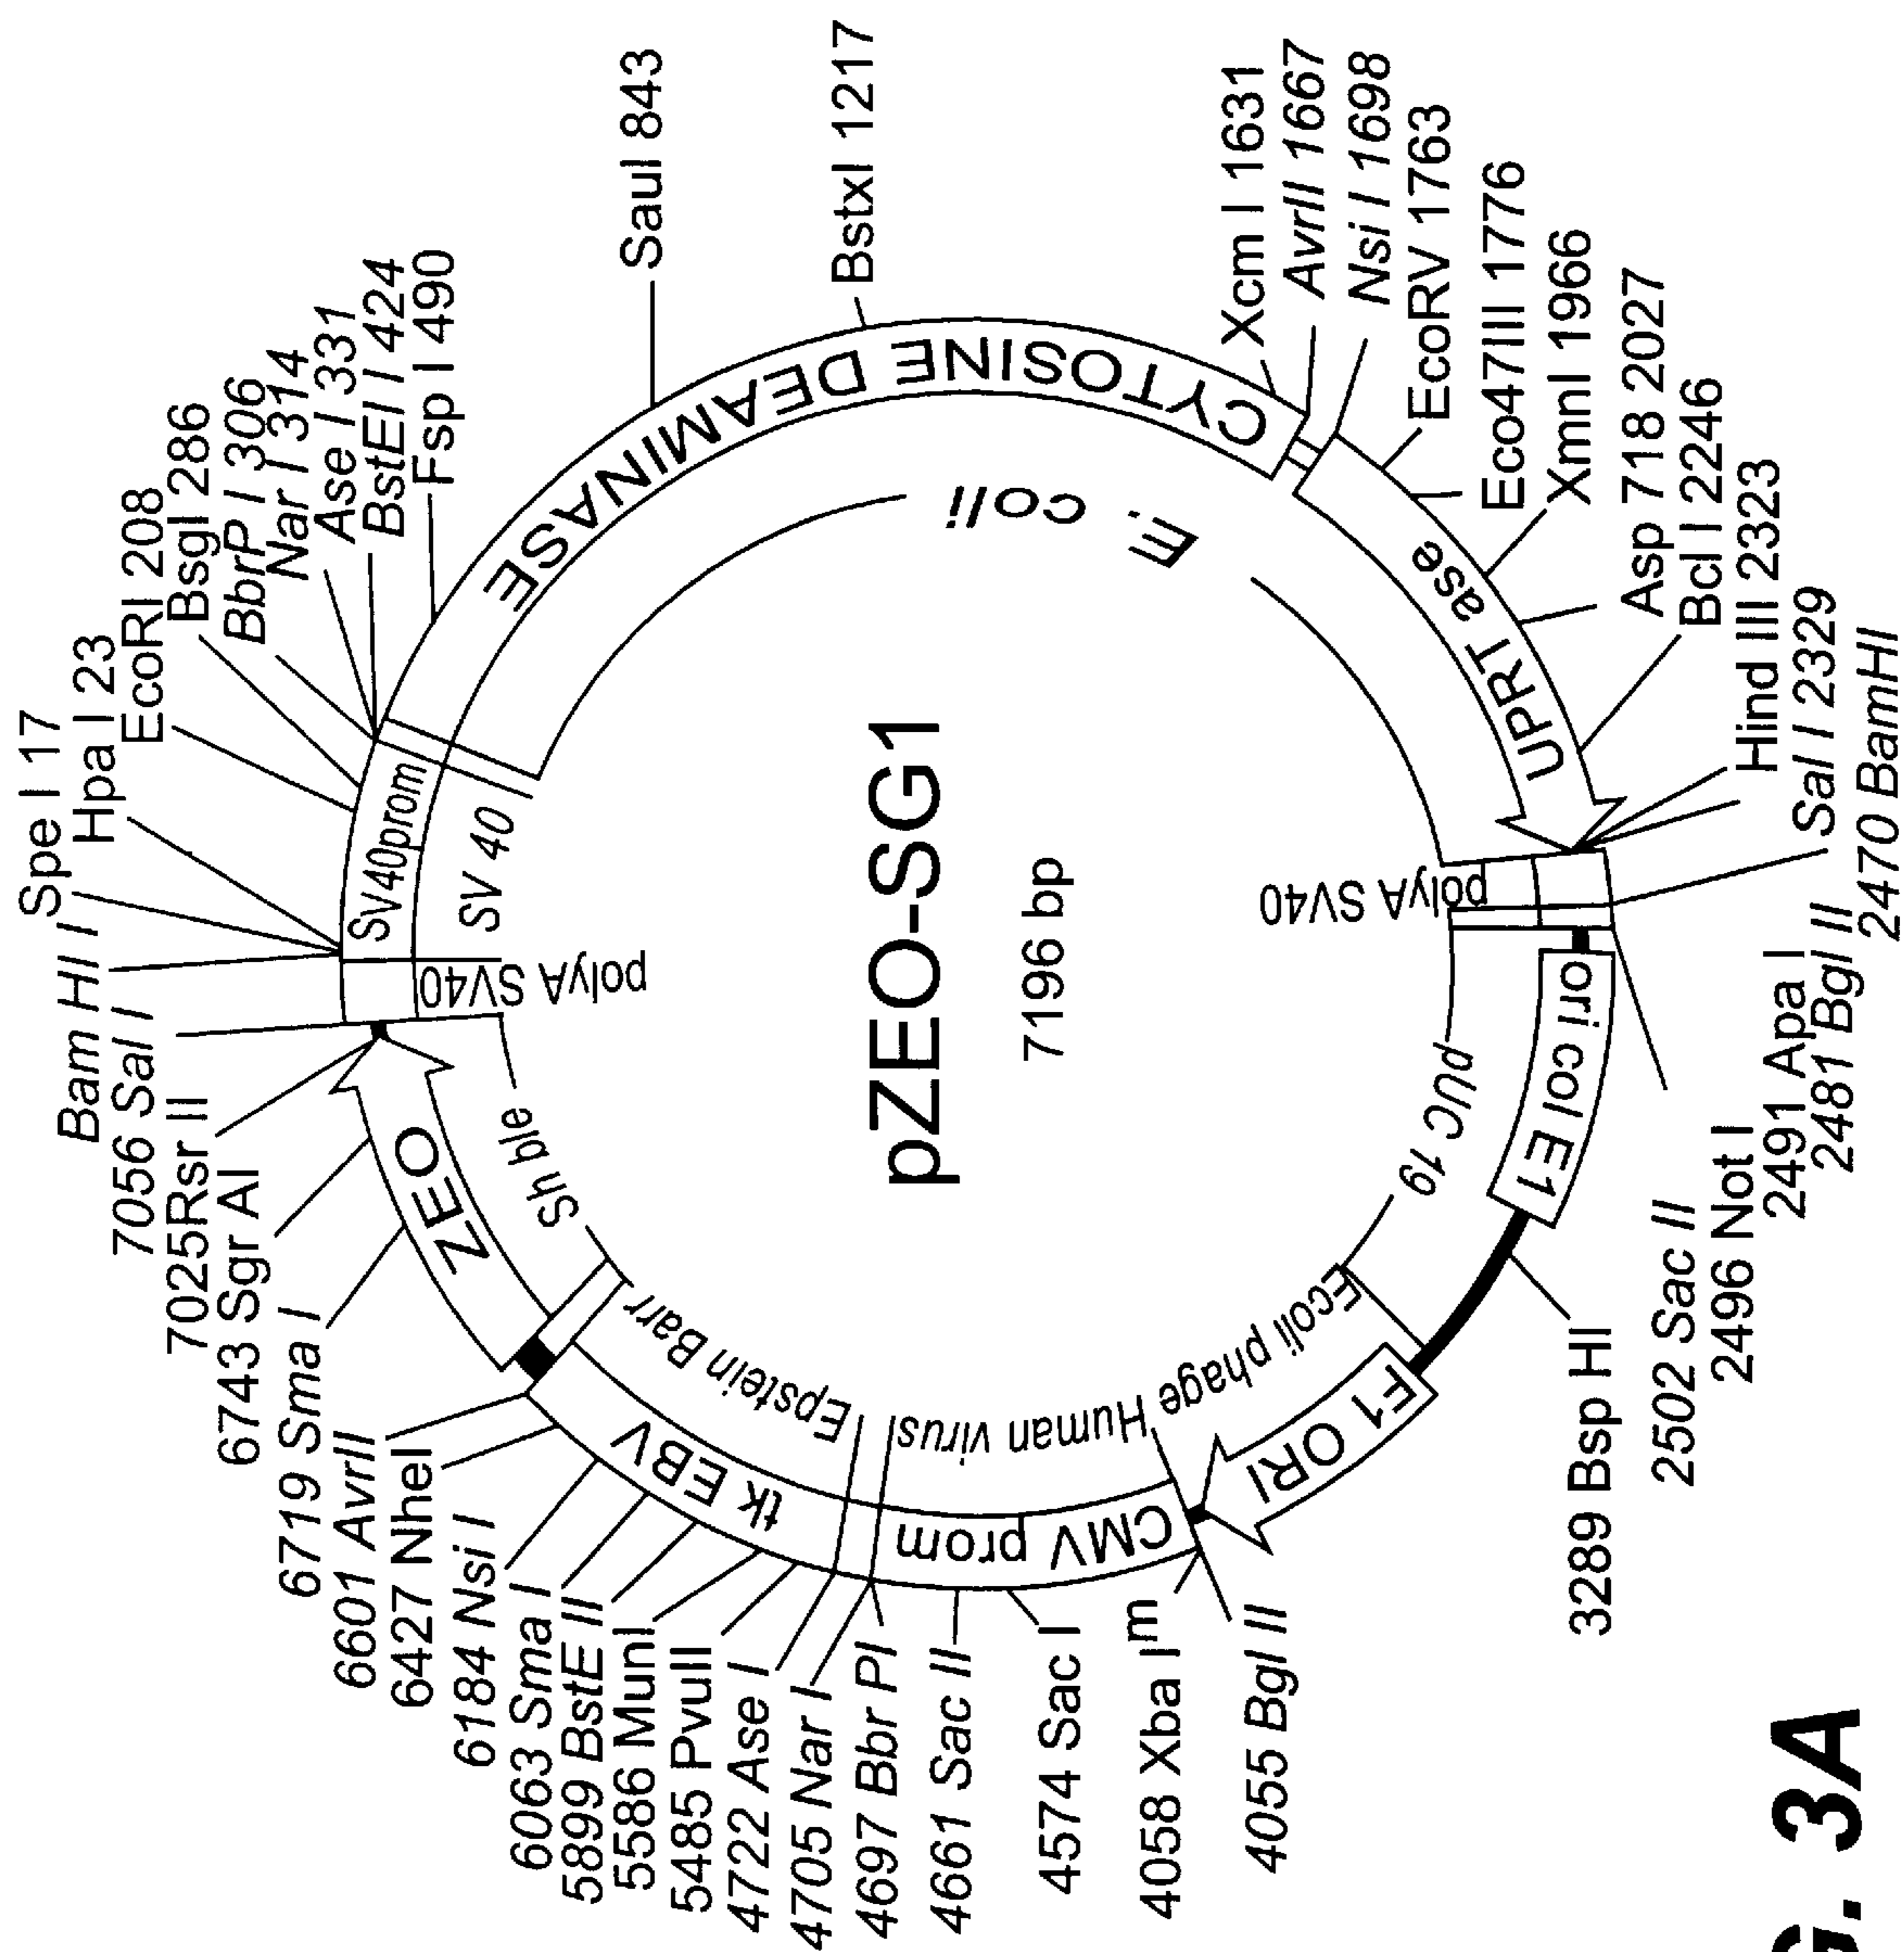 Bam HI I
Spe I 17
Hpa I 23
EcoRI 208
BsgI 286
BbrP I 306
Nar I 314
Ase I 331
BstEI I 424
Fsp I 490
SauI 843
BstxI 1217
Xcm I 1631
AvrII 1667
Nsi I 1698
EcoRV 1763
Eco47III 1776
XmnI 1966
Asp 718 2027
Bcl I 2246
Hind III 2323
Sal I 2329
2470 BamHI
2481 Bgl II
2491 Apa I
2496 Not I
2502 Sac II
3289 Bsp HI
4055 Bgl II
4058 Xba I m
4574 Sac I
4661 Sac II
4697 Bbr PI
4705 Nar I
4722 Ase I
5485 PvuII
5586 MunI
5899 BstE II
6063 Sma I
6184 Nsi I
6427 NheI
6601 AvrII
6719 Sma I
6743 Sgr AI
7025Rsr II
7056 Sal I
SV40prom
SV 40
CYTOSINE DEAMINASE
E. coli
UPRT ase
polyA SV40
ori col E1
pUC 19
F1 ORI
Ecoli phage
CMV prom
Human virus
tk EBV
Epstein Barr
ZEO
Sh ble
polyA SV40
pZEO-SG1
7196 bp
3A